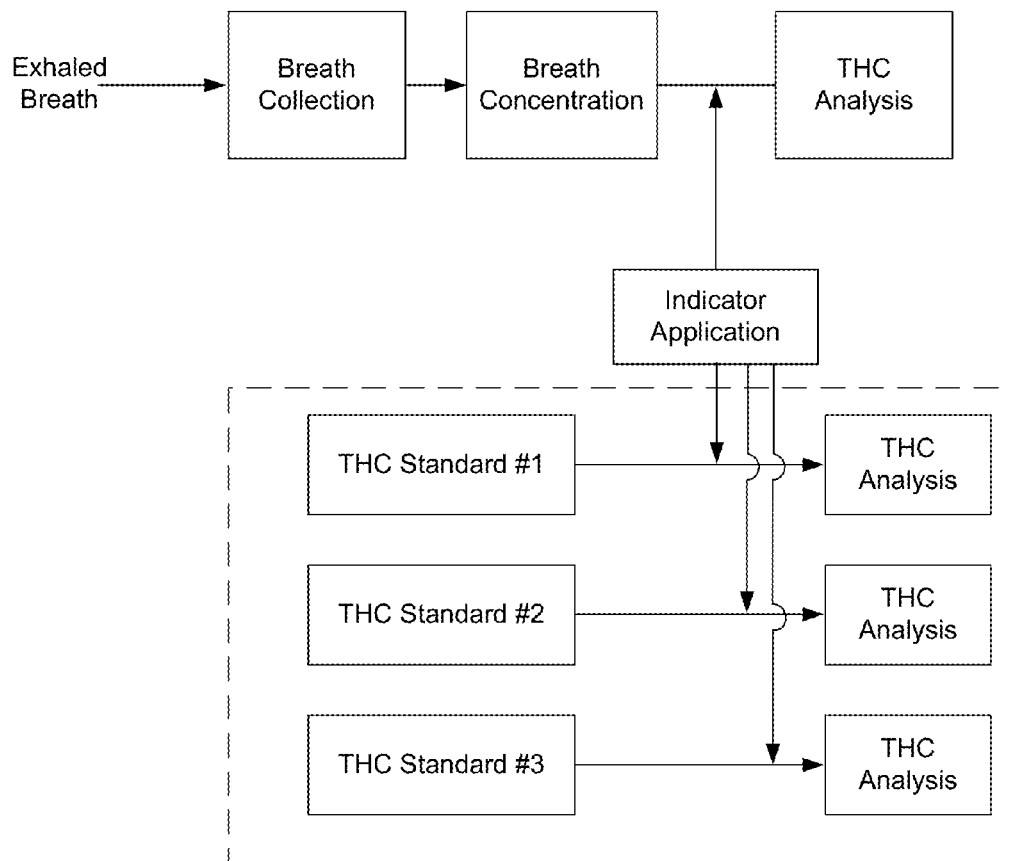 Exhaled
Breath
Breath
Collection
Breath
Concentration
THC
Analysis
Indicator
Application
THC Standard #1
THC
Analysis
THC Standard #2
THC
Analysis
THC Standard #3
THC
Analysis